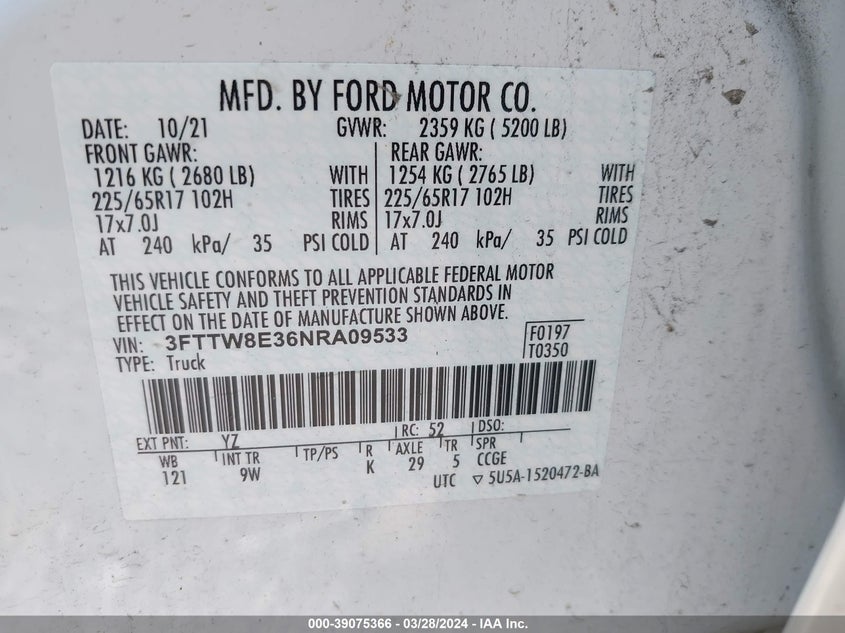 MFD. BY FORD MOTOR CO.
DATE: 10/21 GVWR: 2359 KG ( 5200 LB)
FRONT GAWR: REAR GAWR:
1216 KG ( 2680 LB) WITH 1254 KG ( 2765 LB) WITH
225/65R17 102H TIRES 225/65R17 102H TIRES
17x7.0J RIMS 17x7.0J RIMS
AT 240 kPa/ 35 PSI COLD AT 240 kPa/ 35 PSI COLD
THIS VEHICLE CONFORMS TO ALL APPLICABLE FEDERAL MOTOR
VEHICLE SAFETY AND THEFT PREVENTION STANDARDS IN
EFFECT ON THE DATE OF MANUFACTURE SHOWN ABOVE.
VIN: 3FTTW8E36NRA09533 F0197
TYPE: Truck T0350
EXT PNT: YZ RC: 52 DSO:
WB INT TR TP/PS R AXLE TR SPR
121 9W K 29 5 CCGE
UTC ▽ 5U5A-1520472-BA
000-39075366 - 03/28/2024 - IAA Inc.